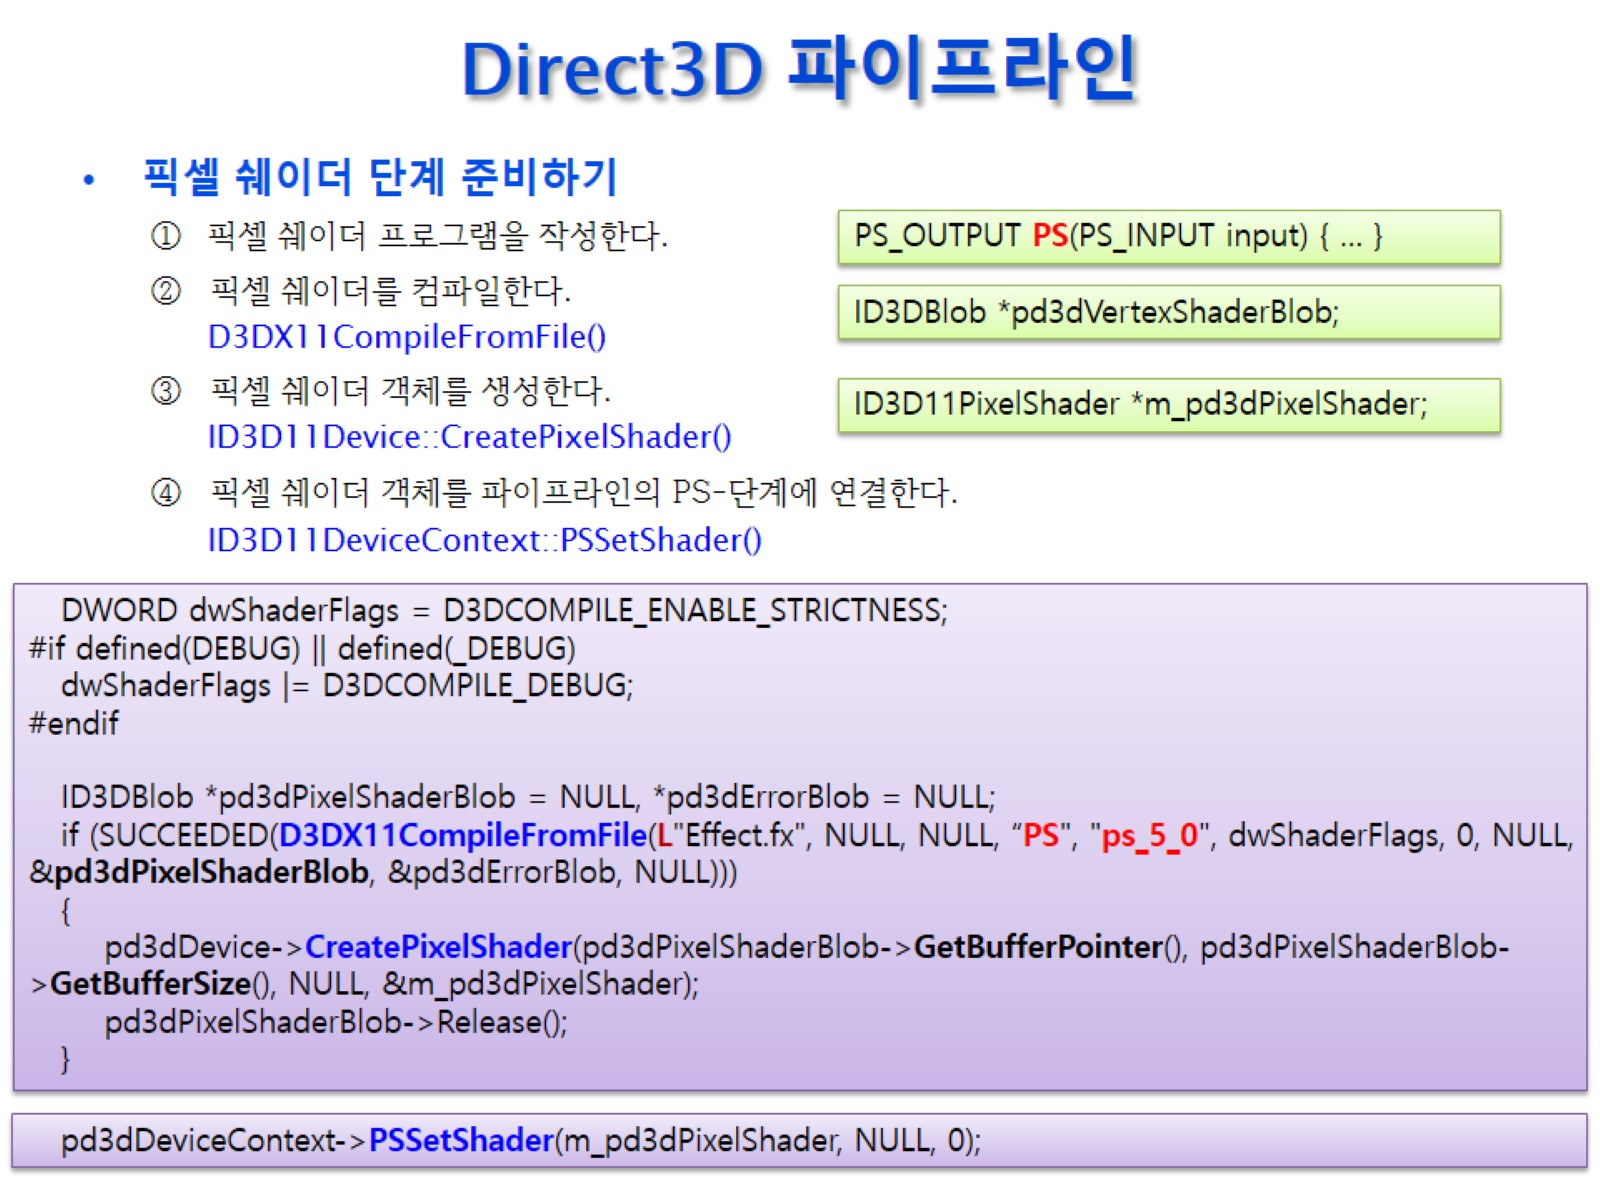 Direct3D 파이프라인
• 픽셀 쉐이더 단계 준비하기
① 픽셀 쉐이더 프로그램을 작성한다.
PS_OUTPUT PS(PS_INPUT input) { ... }
② 픽셀 쉐이더를 컴파일한다.
D3DX11CompileFromFile()
ID3DBlob *pd3dVertexShaderBlob;
③ 픽셀 쉐이더 객체를 생성한다.
ID3D11Device::CreatePixelShader()
ID3D11PixelShader *m_pd3dPixelShader;
④ 픽셀 쉐이더 객체를 파이프라인의 PS-단계에 연결한다.
ID3D11DeviceContext::PSSetShader()
DWORD dwShaderFlags = D3DCOMPILE_ENABLE_STRICTNESS;
#if defined(DEBUG) || defined(_DEBUG)
dwShaderFlags |= D3DCOMPILE_DEBUG;
#endif
ID3DBlob *pd3dPixelShaderBlob = NULL, *pd3dErrorBlob = NULL;
if (SUCCEEDED(D3DX11CompileFromFile(L"Effect.fx", NULL, NULL, “PS", "ps_5_0", dwShaderFlags, 0, NULL,
&pd3dPixelShaderBlob, &pd3dErrorBlob, NULL)))
{
pd3dDevice->CreatePixelShader(pd3dPixelShaderBlob->GetBufferPointer(), pd3dPixelShaderBlob-
>GetBufferSize(), NULL, &m_pd3dPixelShader);
pd3dPixelShaderBlob->Release();
}
pd3dDeviceContext->PSSetShader(m_pd3dPixelShader, NULL, 0);